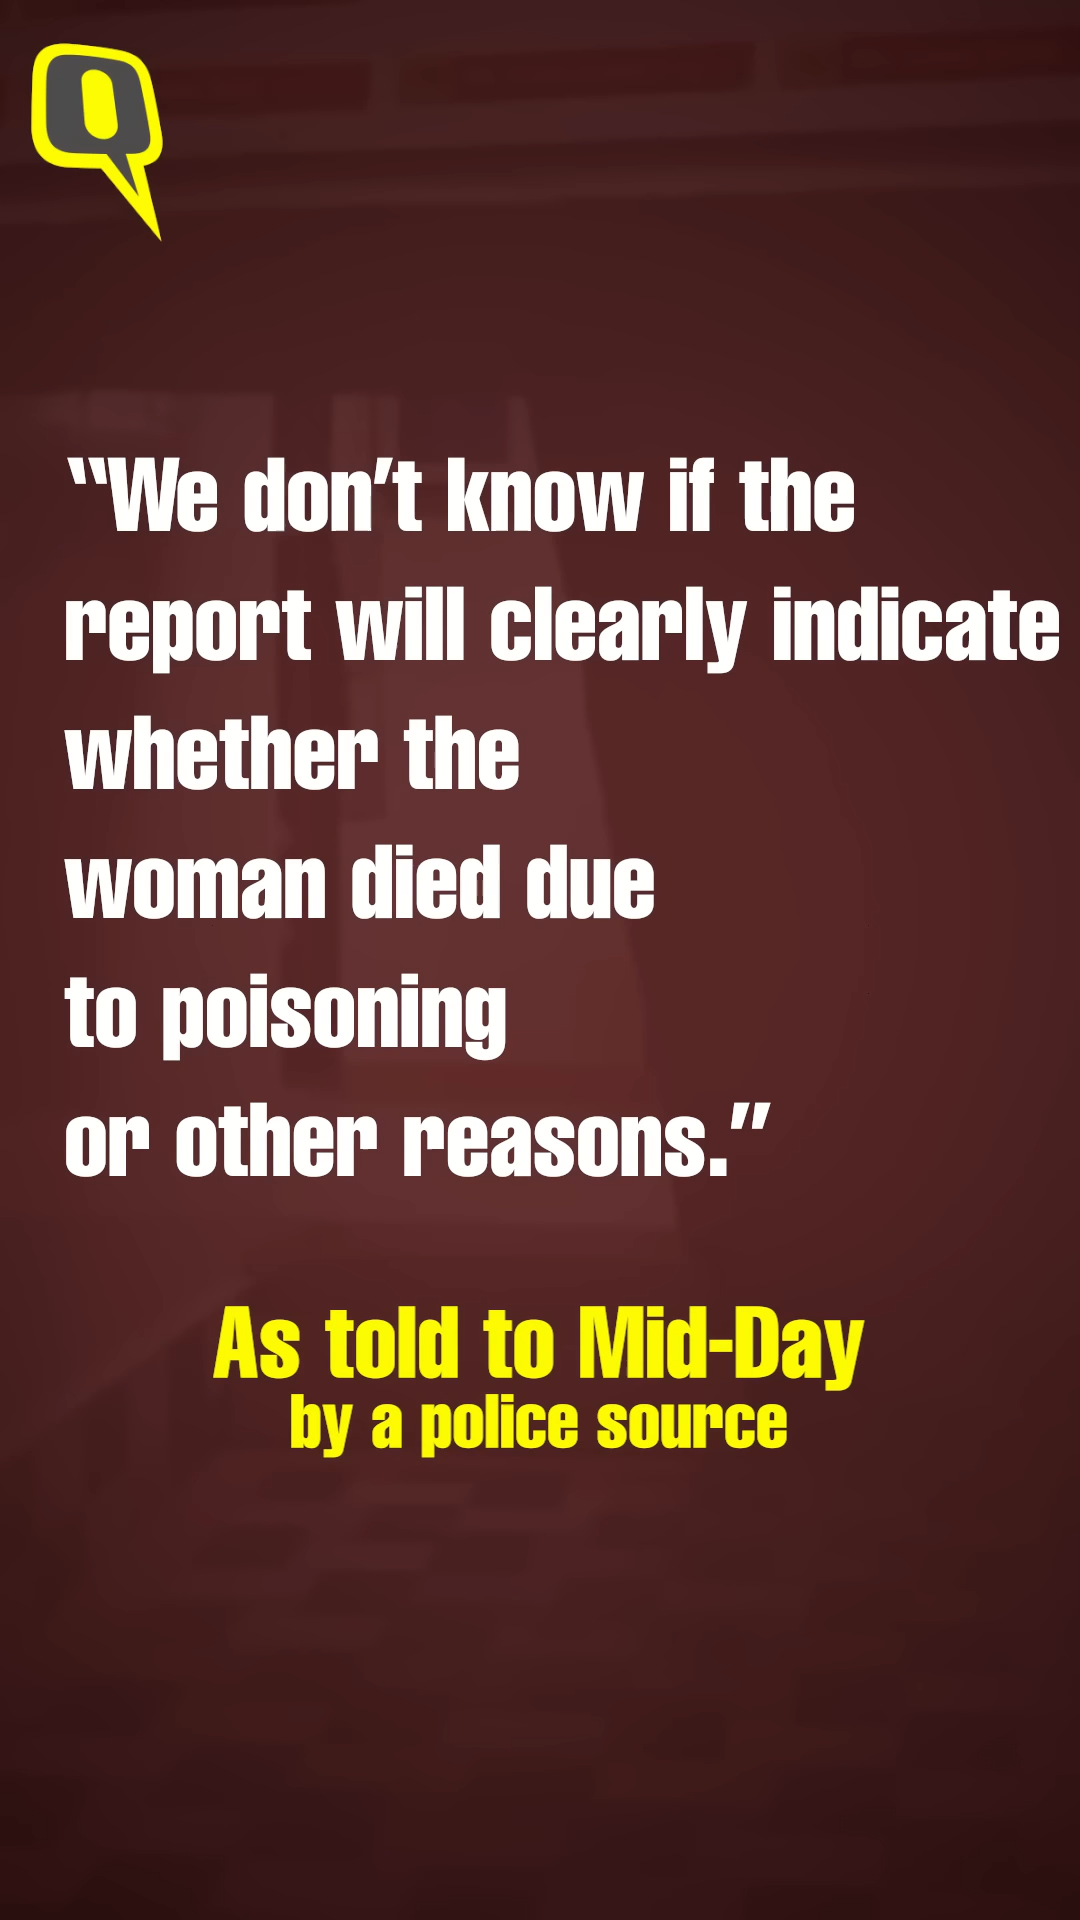 Q
“We don’t know if the
report will clearly indicate
whether the
woman died due
to poisoning
or other reasons.”
As told to Mid-Day
by a police source